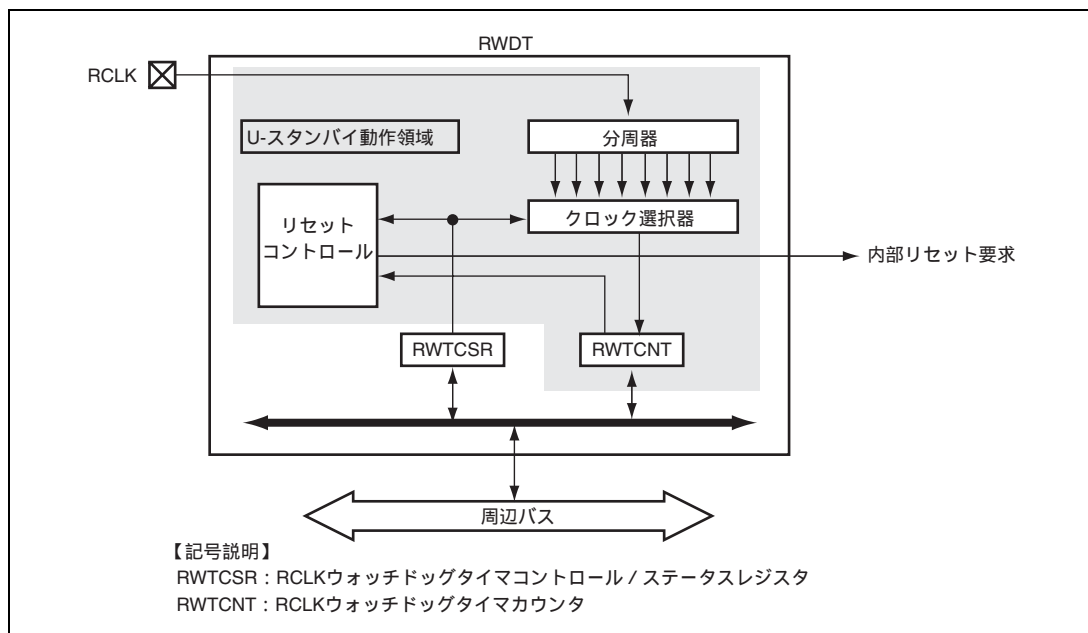 RWDT
RCLK
U-スタンバイ動作領域
分周器
クロック選択器
リセット
コントロール
内部リセット要求
RWTCSR
RWTCNT
周辺バス
【記号説明】
RWTCSR：RCLKウォッチドッグタイマコントロール / ステータスレジスタ
RWTCNT：RCLKウォッチドッグタイマカウンタ